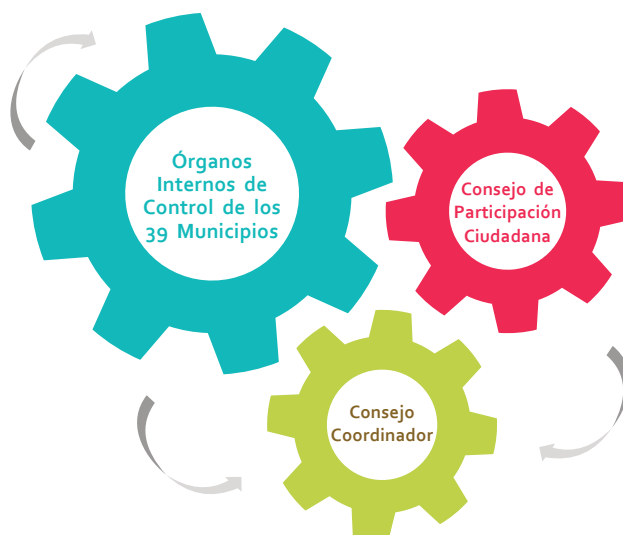 Órganos
Internos de
Control de los
39 Municipios
Consejo de
Participación
Ciudadana
Consejo
Coordinador